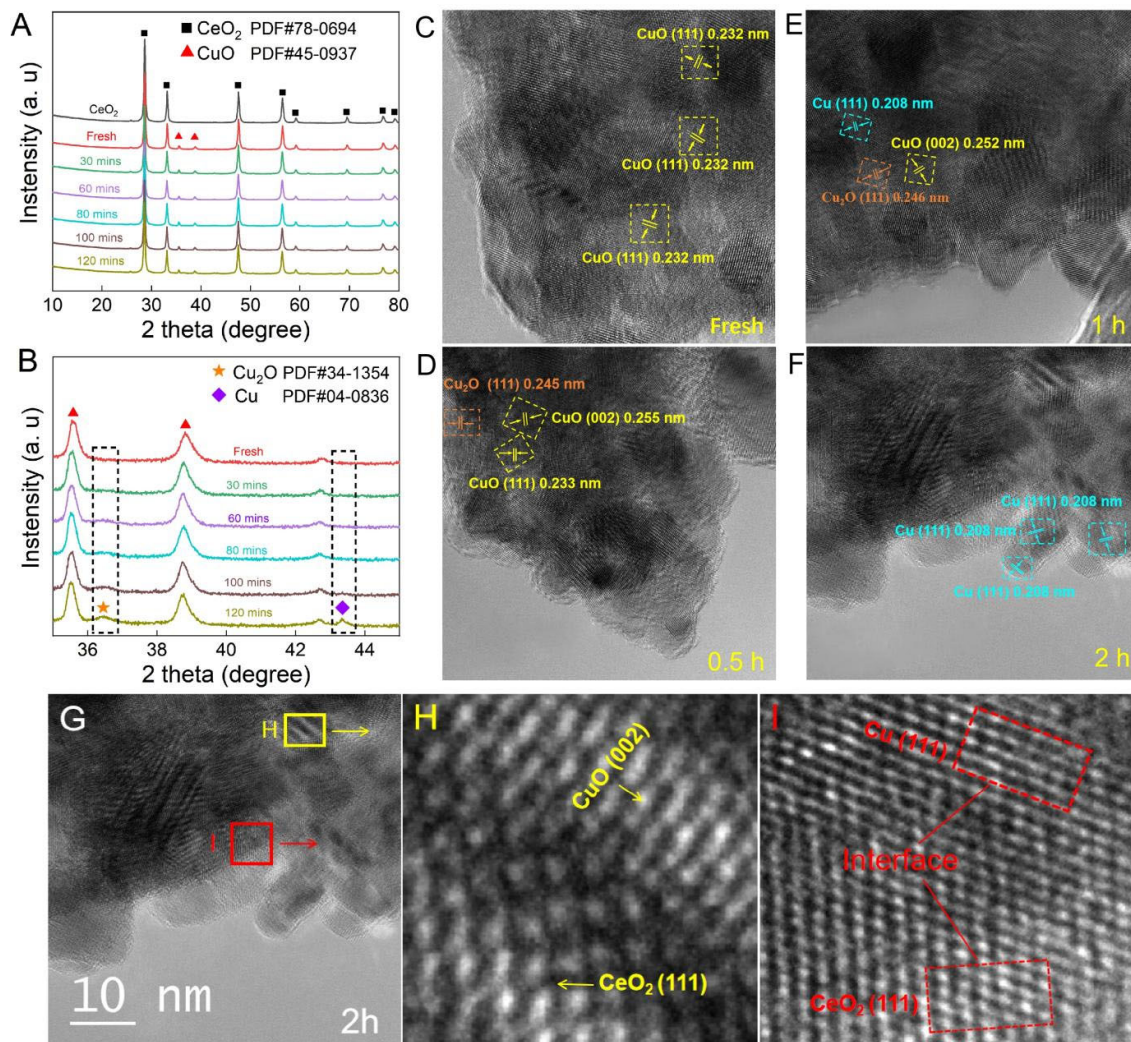 A
Instensity (a. u)
CeO₂ PDF#78-0694
CuO PDF#45-0937
CeO₂
Fresh
30 mins
60 mins
80 mins
100 mins
120 mins
10 20 30 40 50 60 70 80
2 theta (degree)
B
Instensity (a. u)
Cu₂O PDF#34-1354
Cu PDF#04-0836
Fresh
30 mins
60 mins
80 mins
100 mins
120 mins
36 38 40 42 44
2 theta (degree)
C
CuO (111) 0.232 nm
CuO (111) 0.232 nm
CuO (111) 0.232 nm
Fresh
D
Cu₂O (111) 0.245 nm
CuO (002) 0.255 nm
CuO (111) 0.233 nm
0.5 h
E
Cu (111) 0.208 nm
CuO (002) 0.252 nm
Cu₂O (111) 0.246 nm
1 h
F
Cu (111) 0.208 nm
Cu (111) 0.208 nm
Cu (111) 0.208 nm
2 h
G
H
I
10 nm
2h
H
CuO (002)
CeO₂ (111)
I
Cu (111)
Interface
CeO₂ (111)